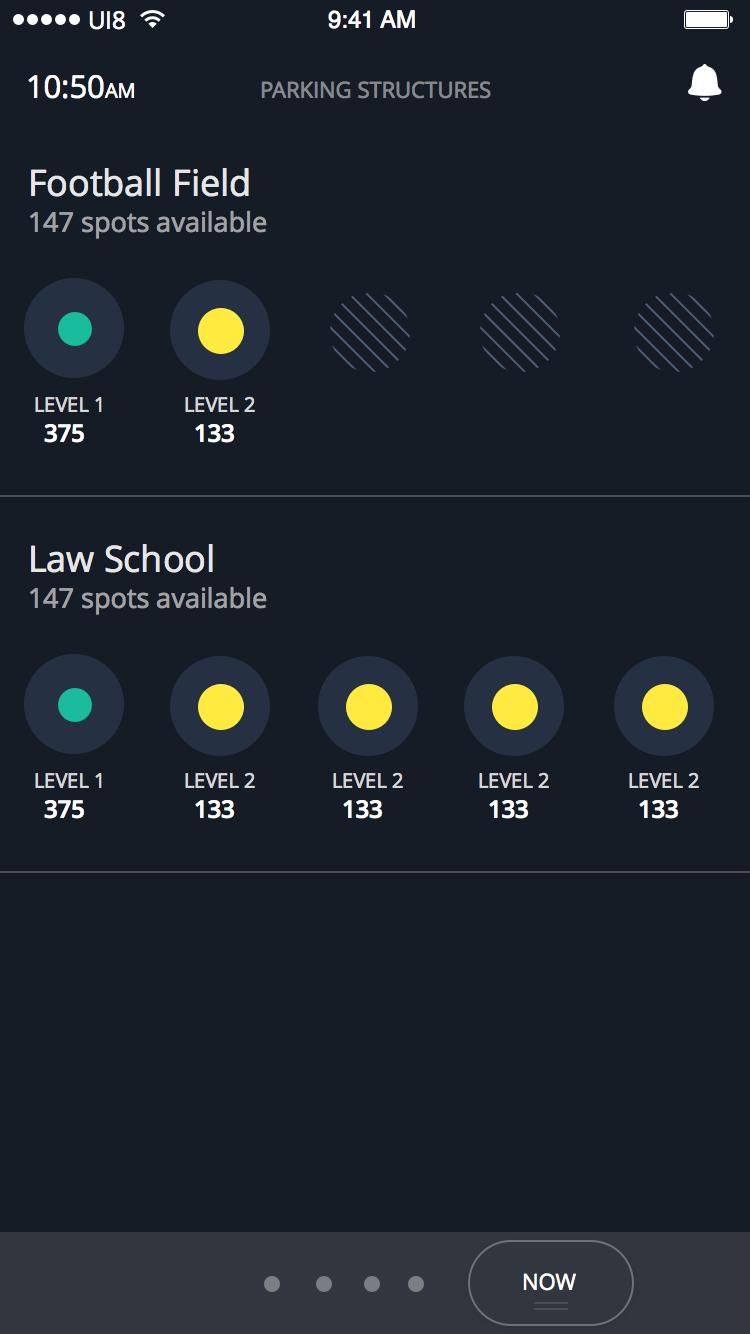 UI8 9:41 AM
10:50AM PARKING STRUCTURES
Football Field
147 spots available
LEVEL 1 LEVEL 2
375 133
Law School
147 spots available
LEVEL 1 LEVEL 2 LEVEL 2 LEVEL 2 LEVEL 2
375 133 133 133 133
NOW